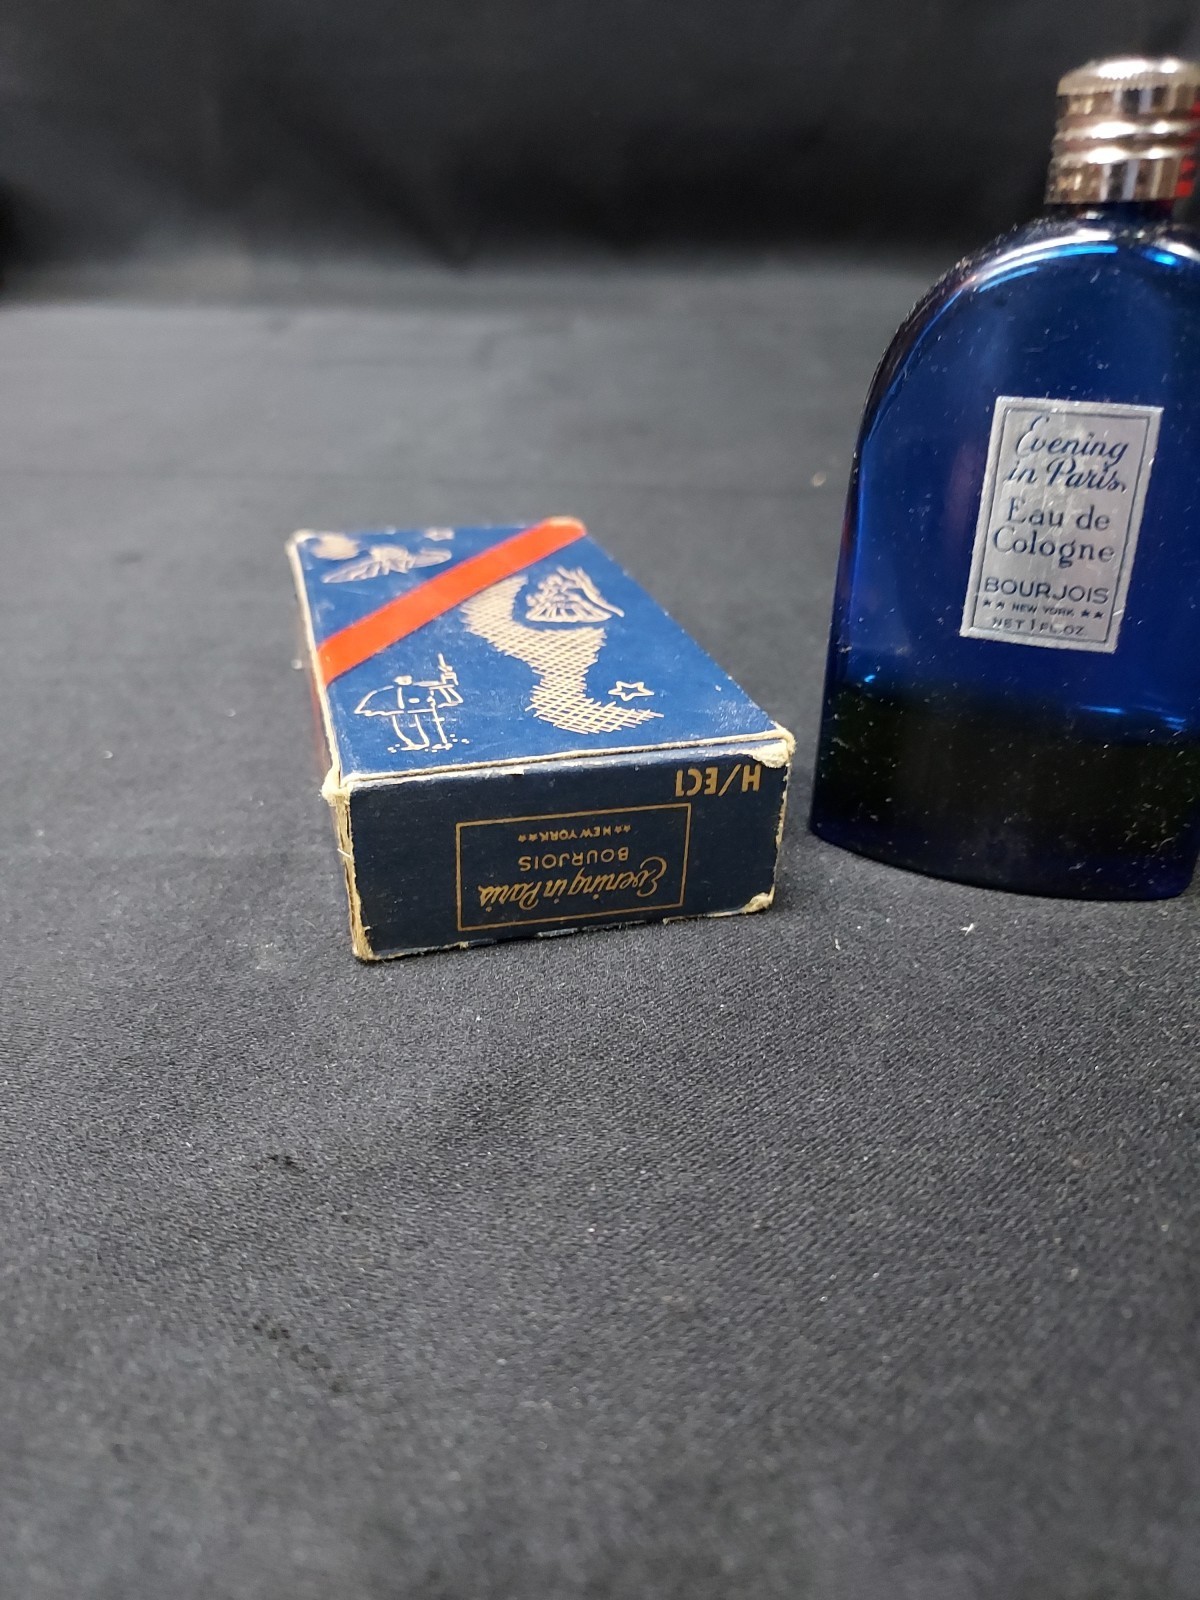 Evening
in Paris
Eau de
Cologne
BOURJOIS
★★ NEW YORK ★★
NET 1 FL. OZ.
H/EC1
Evening in Paris
BOURJOIS
★★NEW YORK★★